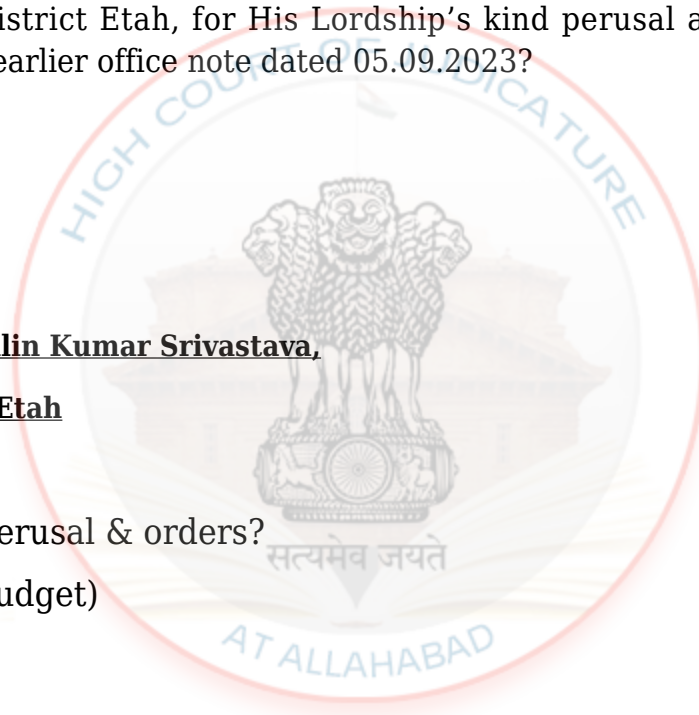 istrict Etah, for His Lordship’s kind perusal a
earlier office note dated 05.09.2023?
HIGH COURT OF JUDICATURE
lin Kumar Srivastava,
Etah
erusal & orders?
सत्यमेव जयते
udget)
AT ALLAHABAD